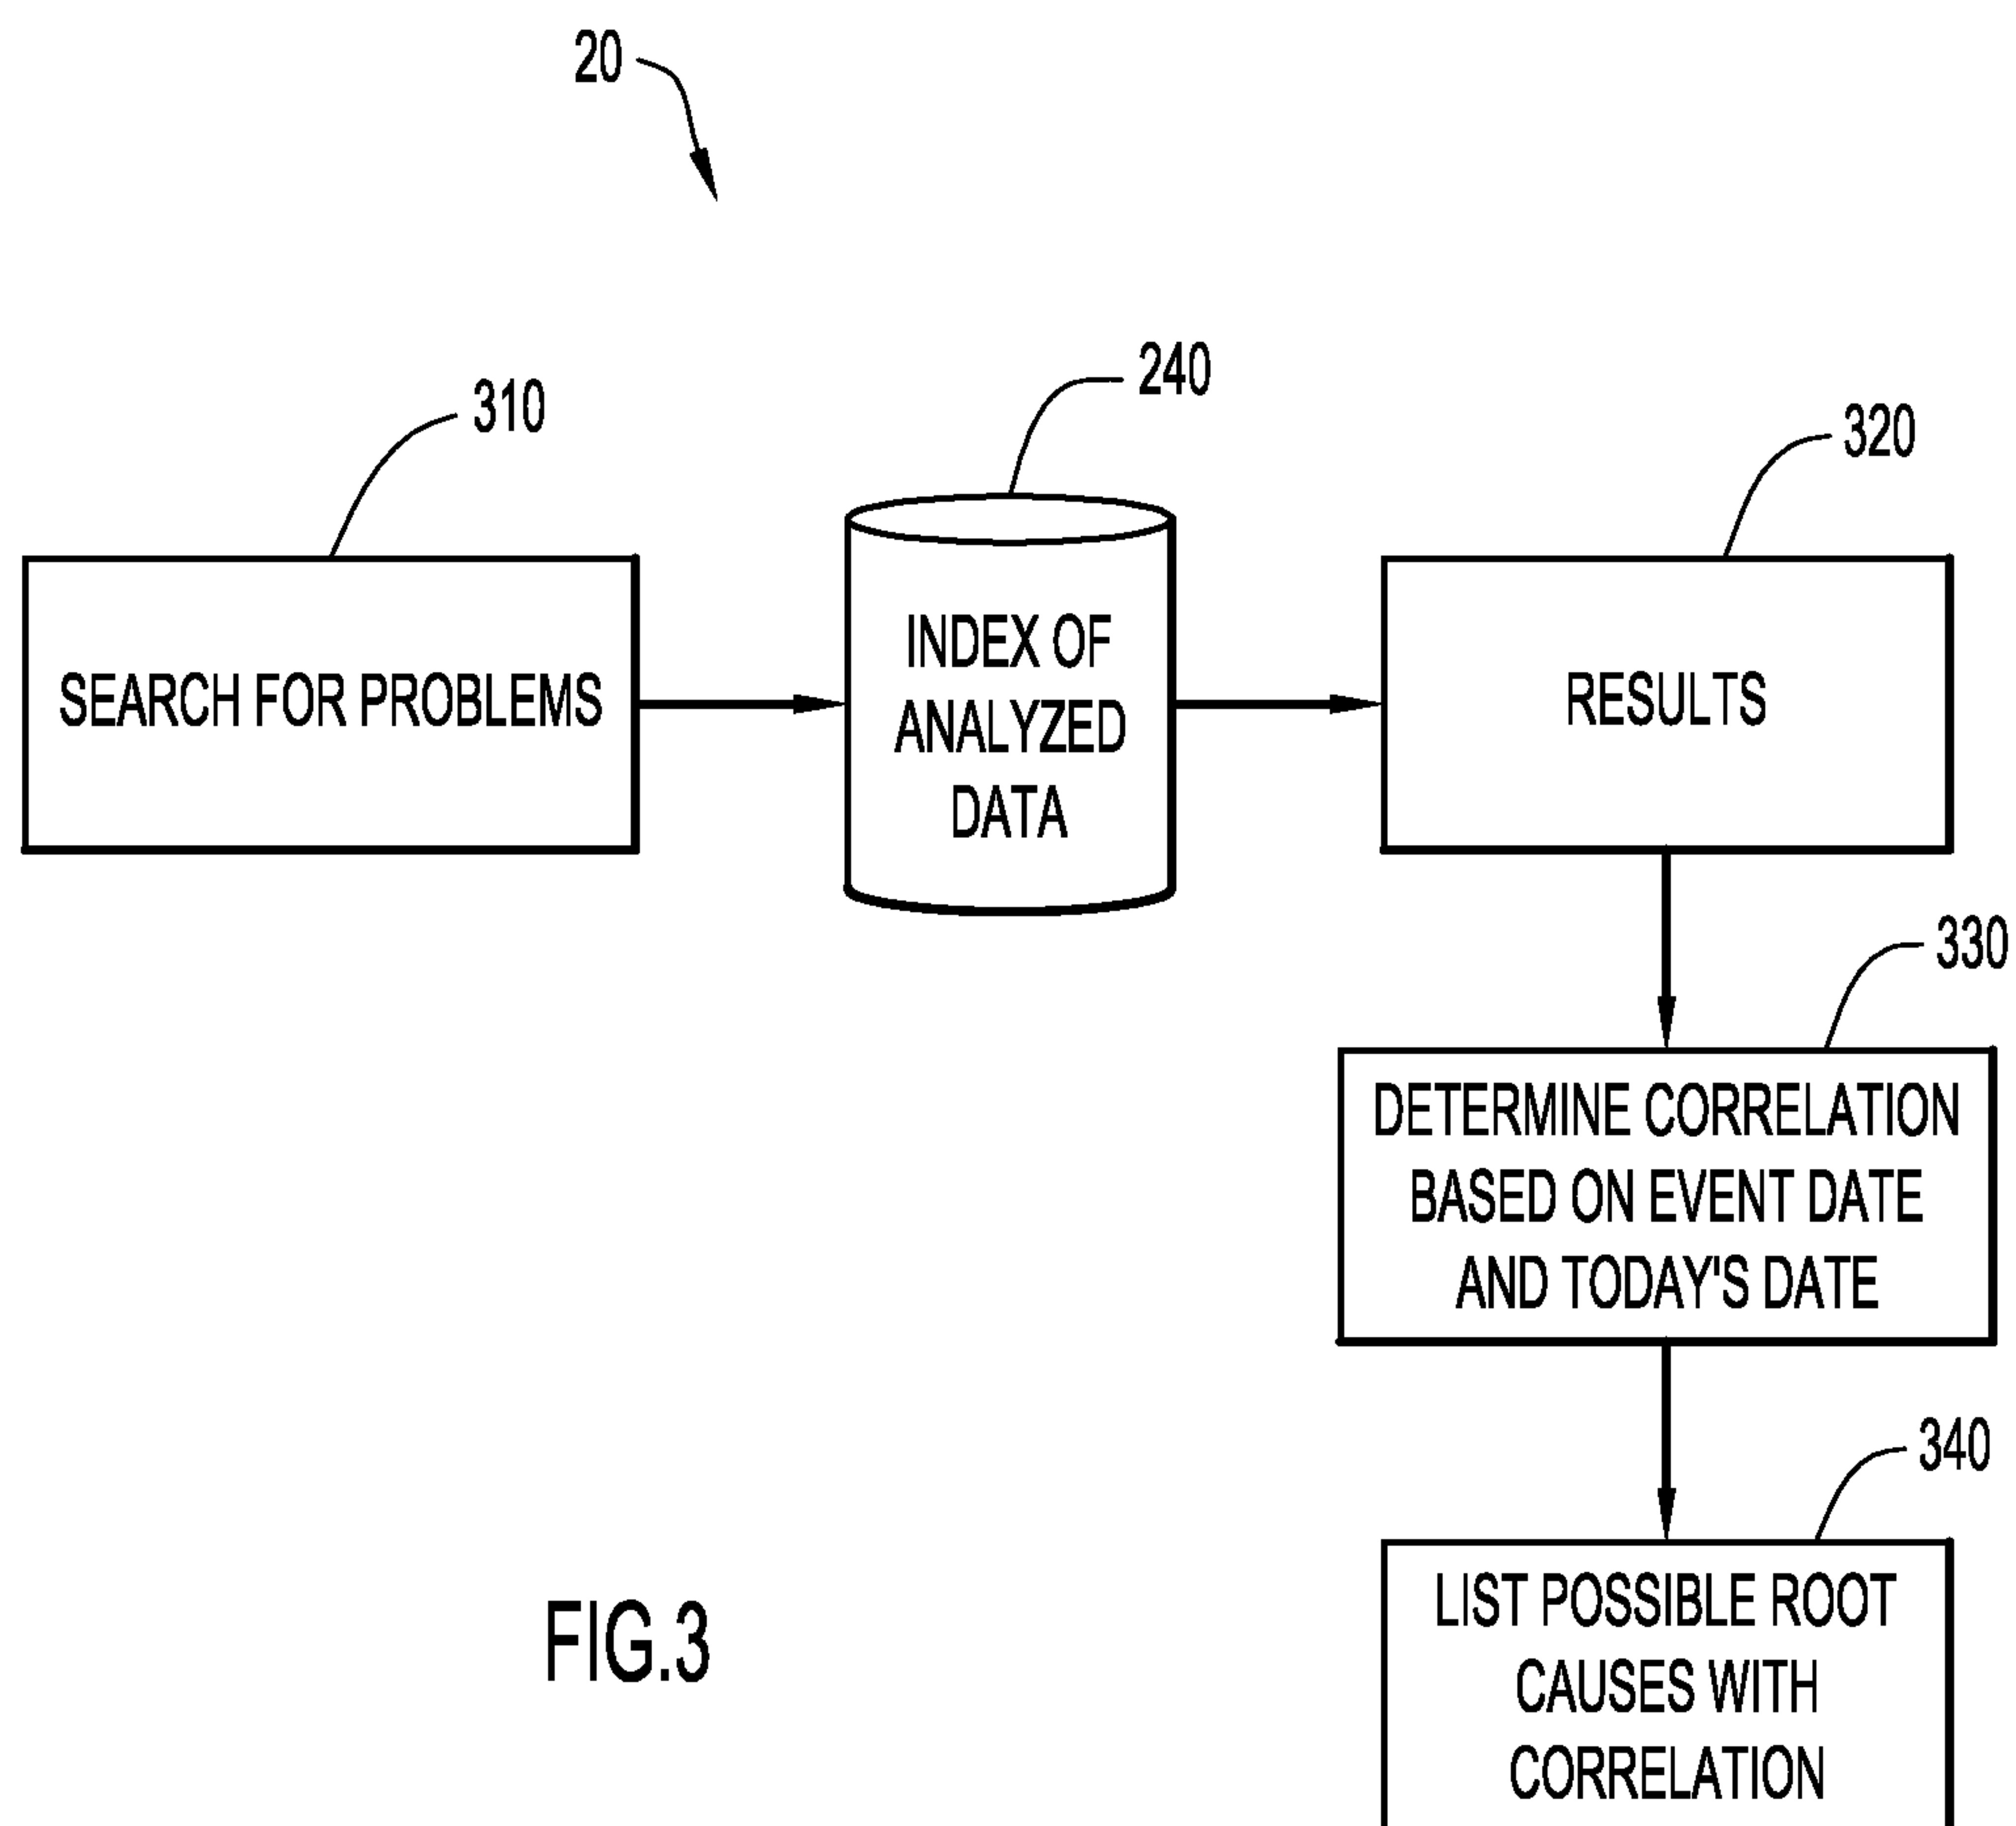 20
240
310
320
SEARCH FOR PROBLEMS
INDEX OF
ANALYZED
DATA
RESULTS
330
DETERMINE CORRELATION
BASED ON EVENT DATE
AND TODAY'S DATE
340
LIST POSSIBLE ROOT
CAUSES WITH
CORRELATION
FIG.3